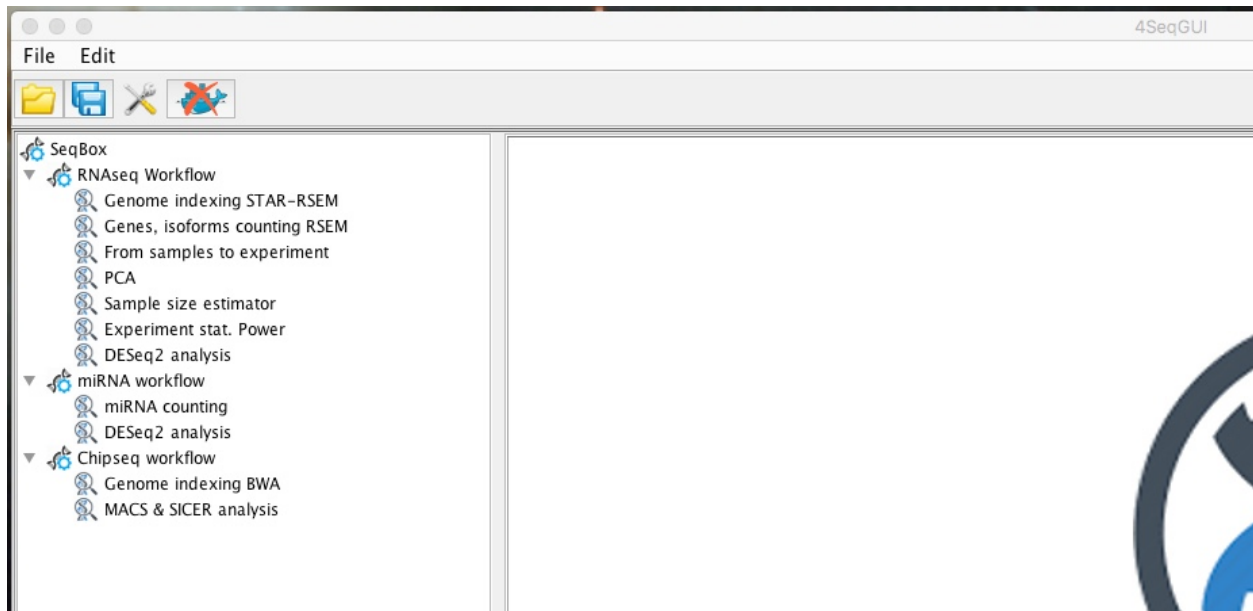 4SeqGUI
File Edit
SeqBox
RNAseq Workflow
Genome indexing STAR-RSEM
Genes, isoforms counting RSEM
From samples to experiment
PCA
Sample size estimator
Experiment stat. Power
DESeq2 analysis
miRNA workflow
miRNA counting
DESeq2 analysis
Chipseq workflow
Genome indexing BWA
MACS & SICER analysis